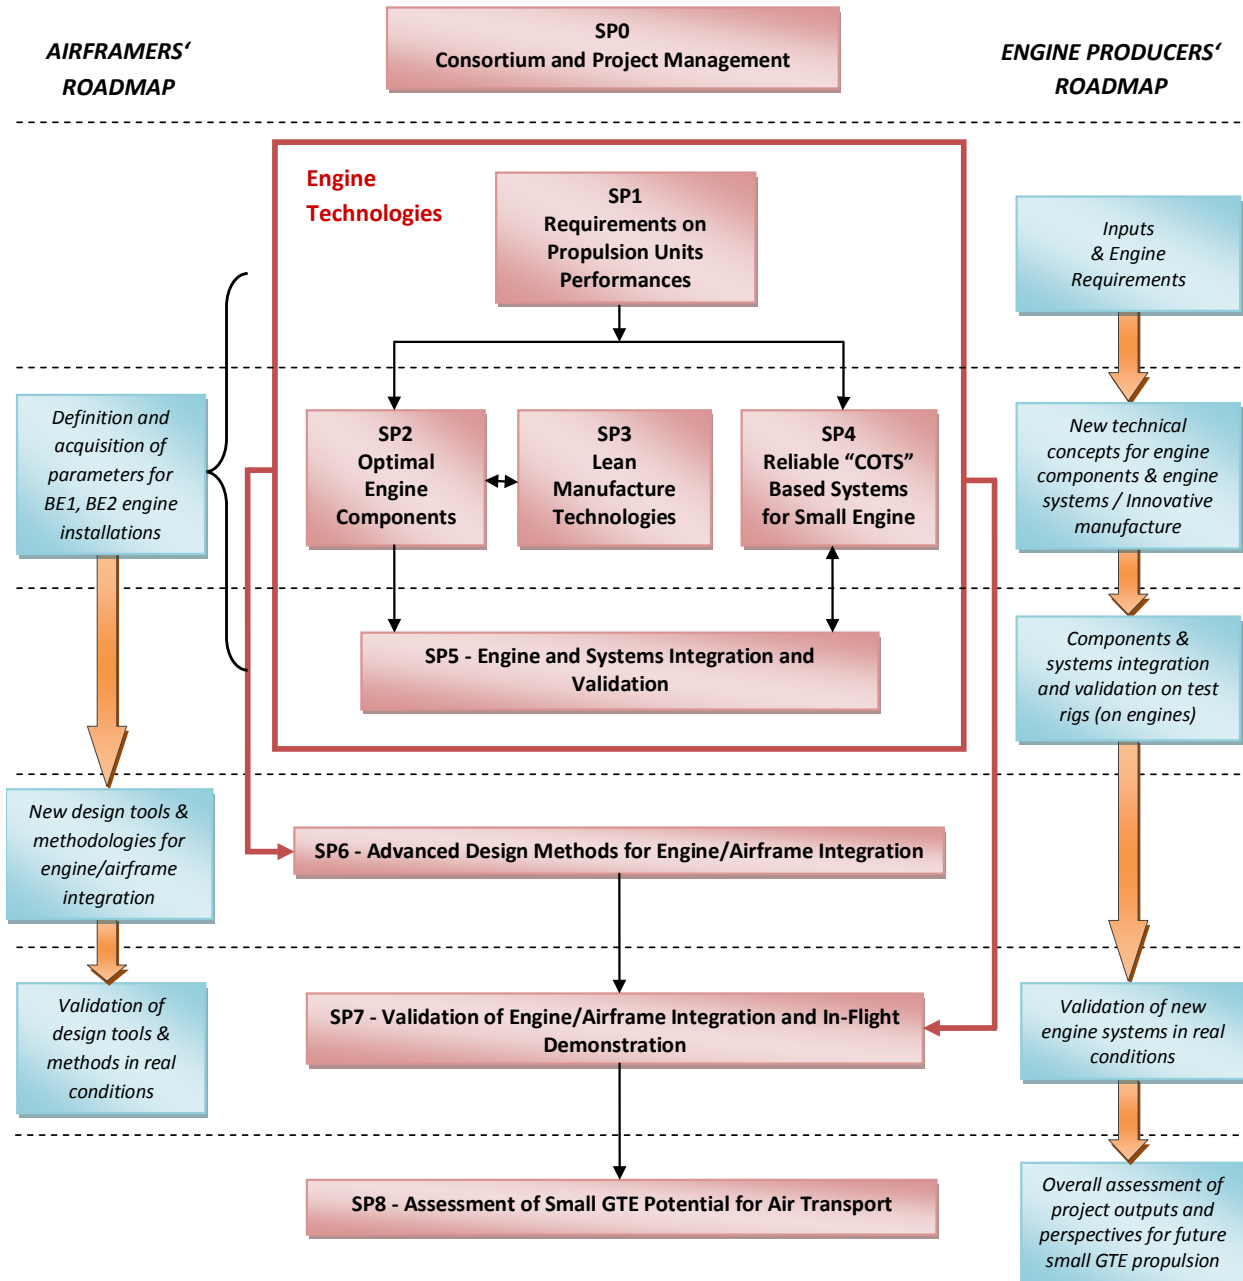 AIRFRAMERS‘
ROADMAP
SP0
Consortium and Project Management
ENGINE PRODUCERS‘
ROADMAP
Engine
Technologies
SP1
Requirements on
Propulsion Units
Performances
Inputs
& Engine
Requirements
Definition and
acquisition of
parameters for
BE1, BE2 engine
installations
SP2
Optimal
Engine
Components
SP3
Lean
Manufacture
Technologies
SP4
Reliable “COTS”
Based Systems
for Small Engine
New technical
concepts for engine
components & engine
systems / Innovative
manufacture
SP5 - Engine and Systems Integration and
Validation
Components &
systems integration
and validation on test
rigs (on engines)
New design tools &
methodologies for
engine/airframe
integration
SP6 - Advanced Design Methods for Engine/Airframe Integration
Validation of
design tools &
methods in real
conditions
SP7 - Validation of Engine/Airframe Integration and In-Flight
Demonstration
Validation of new
engine systems in real
conditions
SP8 - Assessment of Small GTE Potential for Air Transport
Overall assessment of
project outputs and
perspectives for future
small GTE propulsion